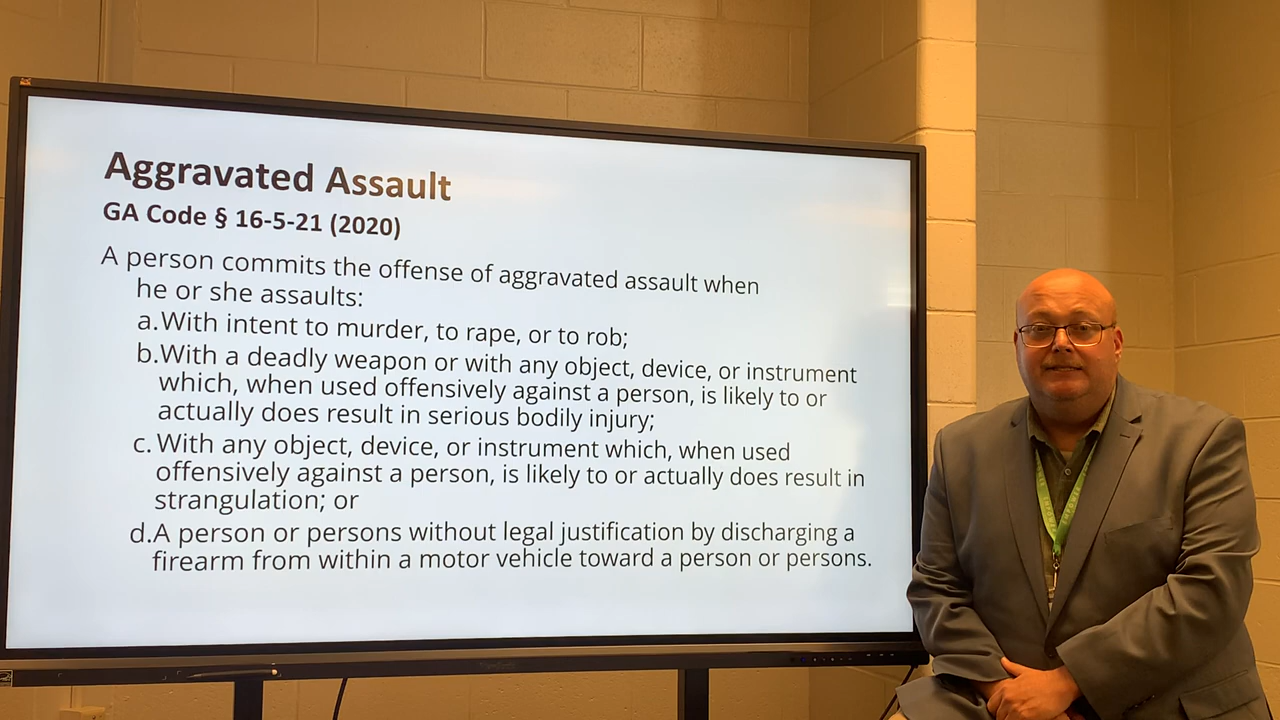 Aggravated Assault
GA Code § 16-5-21 (2020)
A person commits the offense of aggravated assault when
he or she assaults:
a. With intent to murder, to rape, or to rob;
b. With a deadly weapon or with any object, device, or instrument
which, when used offensively against a person, is likely to or
actually does result in serious bodily injury;
c. With any object, device, or instrument which, when used
offensively against a person, is likely to or actually does result in
strangulation; or
d. A person or persons without legal justification by discharging a
firearm from within a motor vehicle toward a person or persons.